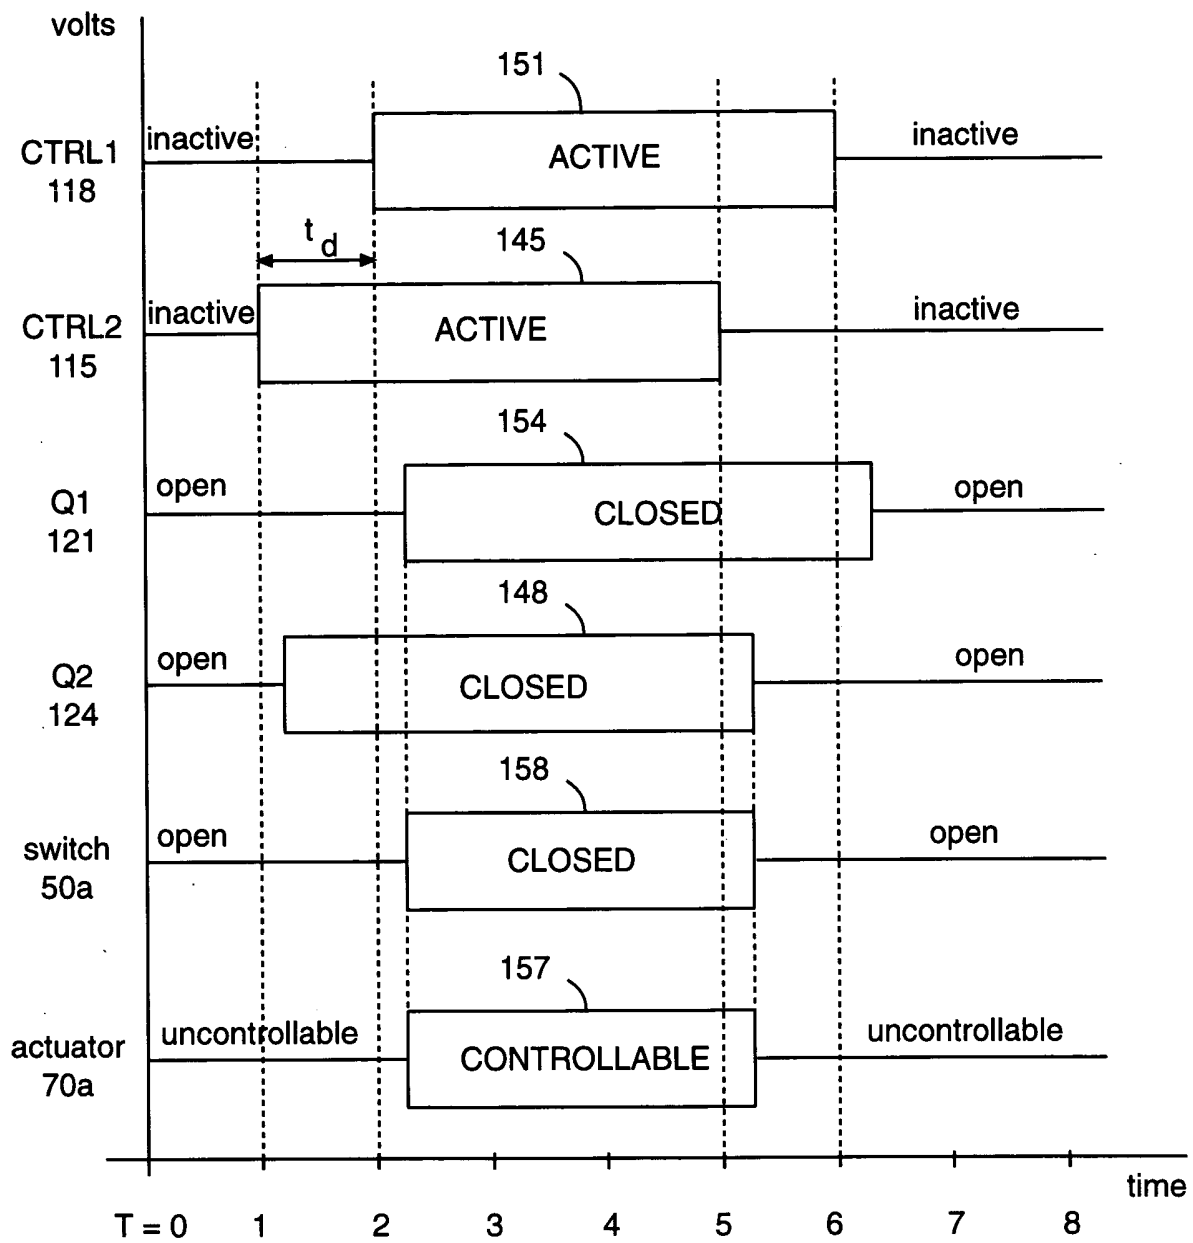 volts
151
CTRL1
118
inactive
ACTIVE
inactive
t d
145
CTRL2
115
inactive
ACTIVE
inactive
154
Q1
121
open
CLOSED
open
148
Q2
124
open
CLOSED
open
158
switch
50a
open
CLOSED
open
157
actuator
70a
uncontrollable
CONTROLLABLE
uncontrollable
time
T = 0 1 2 3 4 5 6 7 8